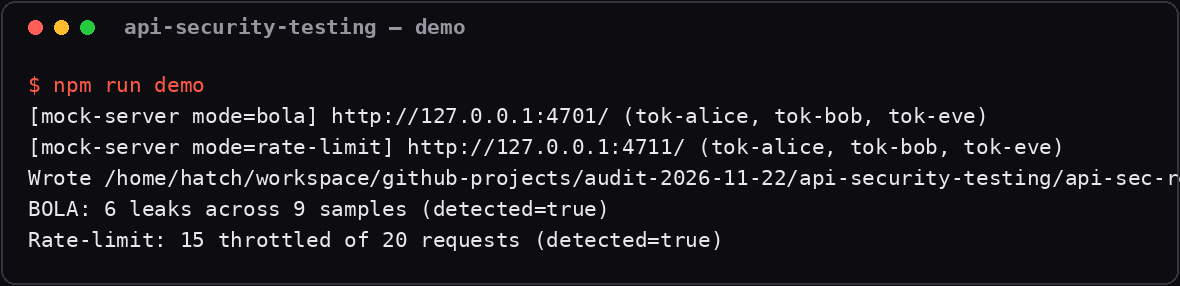 api-security-testing — demo
$ npm run demo
[mock-server mode=bola] http://127.0.0.1:4701/ (tok-alice, tok-bob, tok-eve)
[mock-server mode=rate-limit] http://127.0.0.1:4711/ (tok-alice, tok-bob, tok-eve)
Wrote /home/hatch/workspace/github-projects/audit-2026-11-22/api-security-testing/api-sec-r
BOLA: 6 leaks across 9 samples (detected=true)
Rate-limit: 15 throttled of 20 requests (detected=true)